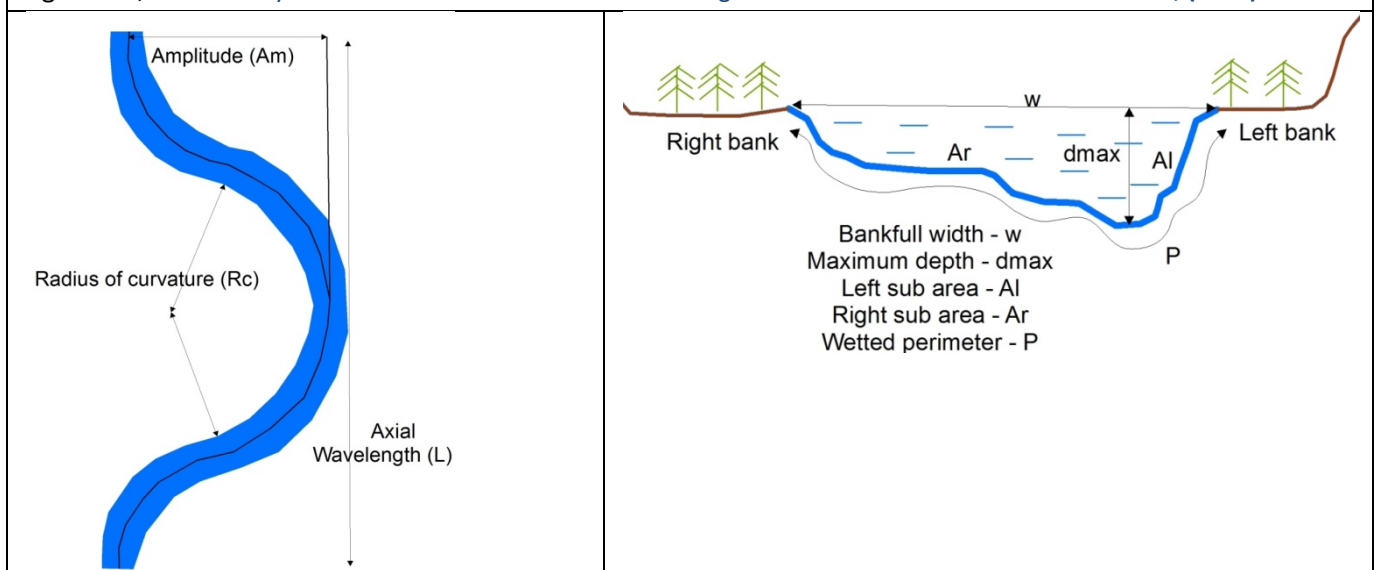 Amplitude (Am)
Radius of curvature (Rc)
Axial
Wavelength (L)
w
Right bank
Ar
dmax
Al
Left bank
P
Bankfull width - w
Maximum depth - dmax
Left sub area - Al
Right sub area - Ar
Wetted perimeter - P